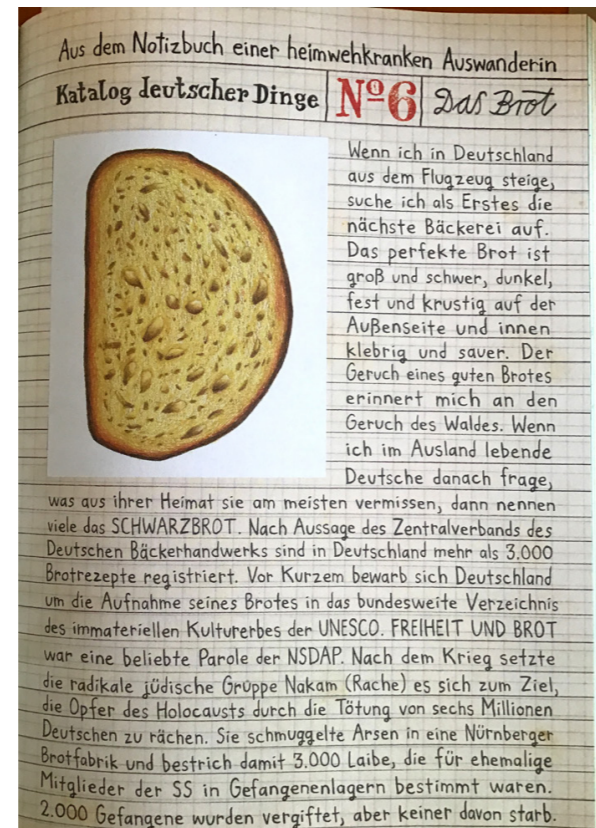 Aus dem Notizbuch einer heimwehkranken Auswanderin
Katalog deutscher Dinge Nº6 Das Brot
Wenn ich in Deutschland
aus dem Flugzeug steige,
suche ich als Erstes die
nächste Bäckerei auf.
Das perfekte Brot ist
groß und schwer, dunkel,
fest und krustig auf der
Außenseite und innen
klebrig und sauer. Der
Geruch eines guten Brotes
erinnert mich an den
Geruch des Waldes. Wenn
ich im Ausland lebende
Deutsche danach frage,
was aus ihrer Heimat sie am meisten vermissen, dann nennen
viele das SCHWARZBROT. Nach Aussage des Zentralverbands des
Deutschen Bäckerhandwerks sind in Deutschland mehr als 3.000
Brotrezepte registriert. Vor Kurzem bewarb sich Deutschland
um die Aufnahme seines Brotes in das bundesweite Verzeichnis
des immateriellen Kulturerbes der UNESCO. FREIHEIT UND BROT
war eine beliebte Parole der NSDAP. Nach dem Krieg setzte
die radikale jüdische Gruppe Nakam (Rache) es sich zum Ziel,
die Opfer des Holocausts durch die Tötung von sechs Millionen
Deutschen zu rächen. Sie schmuggelte Arsen in eine Nürnberger
Brotfabrik und bestrich damit 3.000 Laibe, die für ehemalige
Mitglieder der SS in Gefangenenlagern bestimmt waren.
2.000 Gefangene wurden vergiftet, aber keiner davon starb.